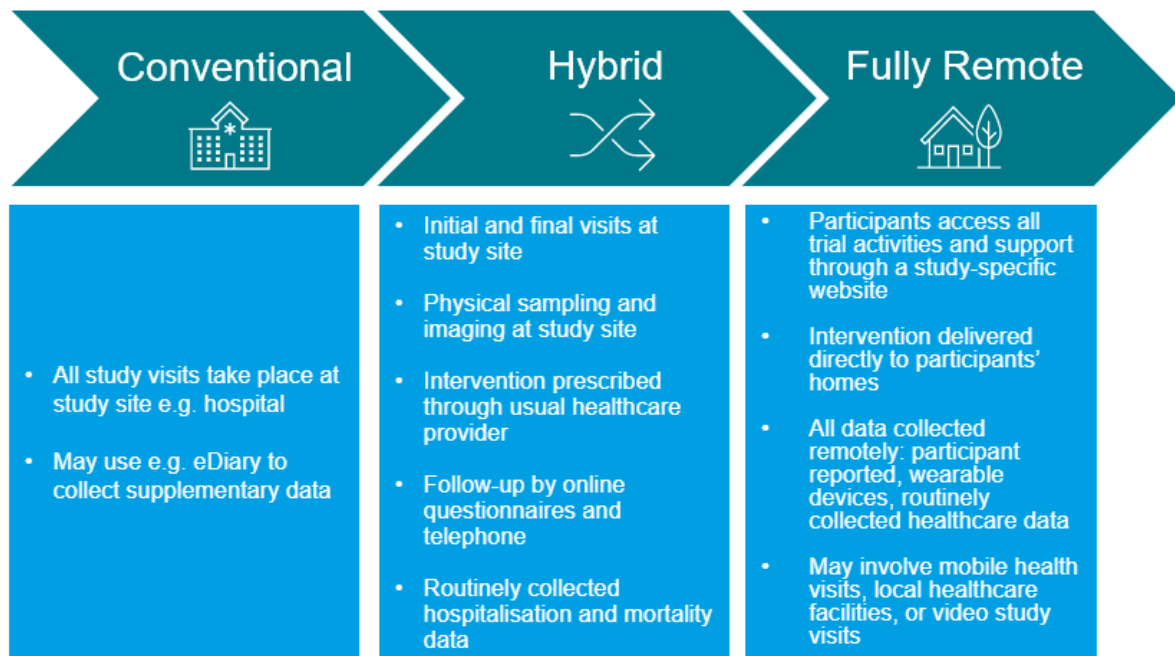 Conventional
Hybrid
Fully Remote
• All study visits take place at
study site e.g. hospital
• May use e.g. eDiary to
collect supplementary data
• Initial and final visits at
study site
• Physical sampling and
imaging at study site
• Intervention prescribed
through usual healthcare
provider
• Follow-up by online
questionnaires and
telephone
• Routinely collected
hospitalisation and mortality
data
• Participants access all
trial activities and support
through a study-specific
website
• Intervention delivered
directly to participants’
homes
• All data collected
remotely: participant
reported, wearable
devices, routinely
collected healthcare data
• May involve mobile health
visits, local healthcare
facilities, or video study
visits